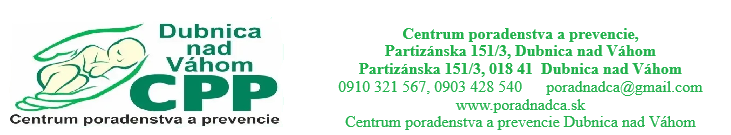 Dubnica
nad
Váhom
CPP
Centrum poradenstva a prevencie
Centrum poradenstva a prevencie,
Partizánska 151/3, Dubnica nad Váhom
Partizánska 151/3, 018 41 Dubnica nad Váhom
0910 321 567, 0903 428 540 poradnadca@gmail.com
www.poradnadca.sk
Centrum poradenstva a prevencie Dubnica nad Váhom